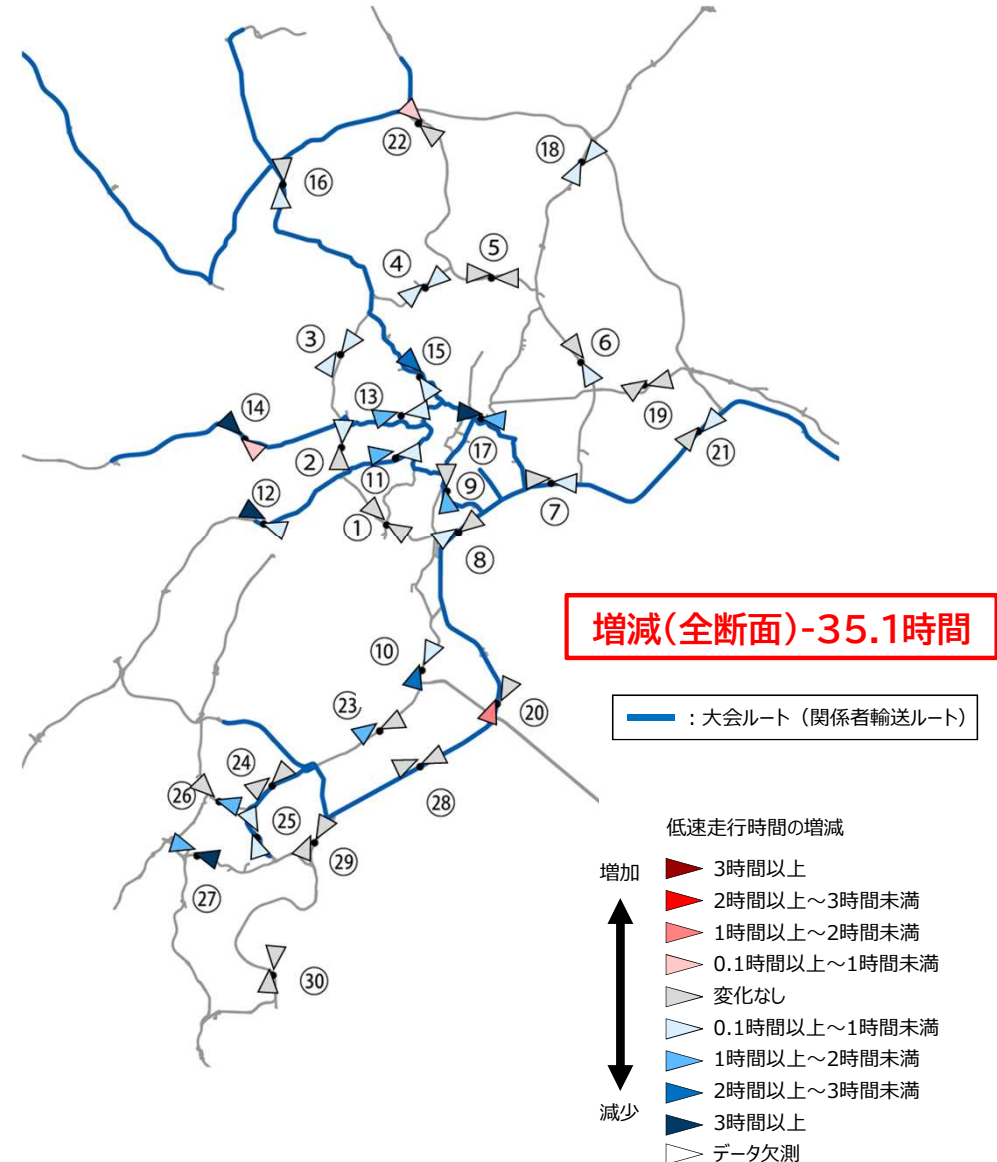 ㉒
⑱
⑯
⑤
④
③
⑮
⑥
⑬
⑭
⑲
⑰
㉑
②
⑪
⑨
⑫
⑦
①
⑧
増減(全断面)-35.1時間
⑩
：大会ルート（関係者輸送ルート）
㉓
⑳
㉔
㉖
㉘
㉕
㉙
㉗
㉚
低速走行時間の増減
増加
3時間以上
2時間以上～3時間未満
1時間以上～2時間未満
0.1時間以上～1時間未満
変化なし
0.1時間以上～1時間未満
1時間以上～2時間未満
2時間以上～3時間未満
減少
3時間以上
データ欠測